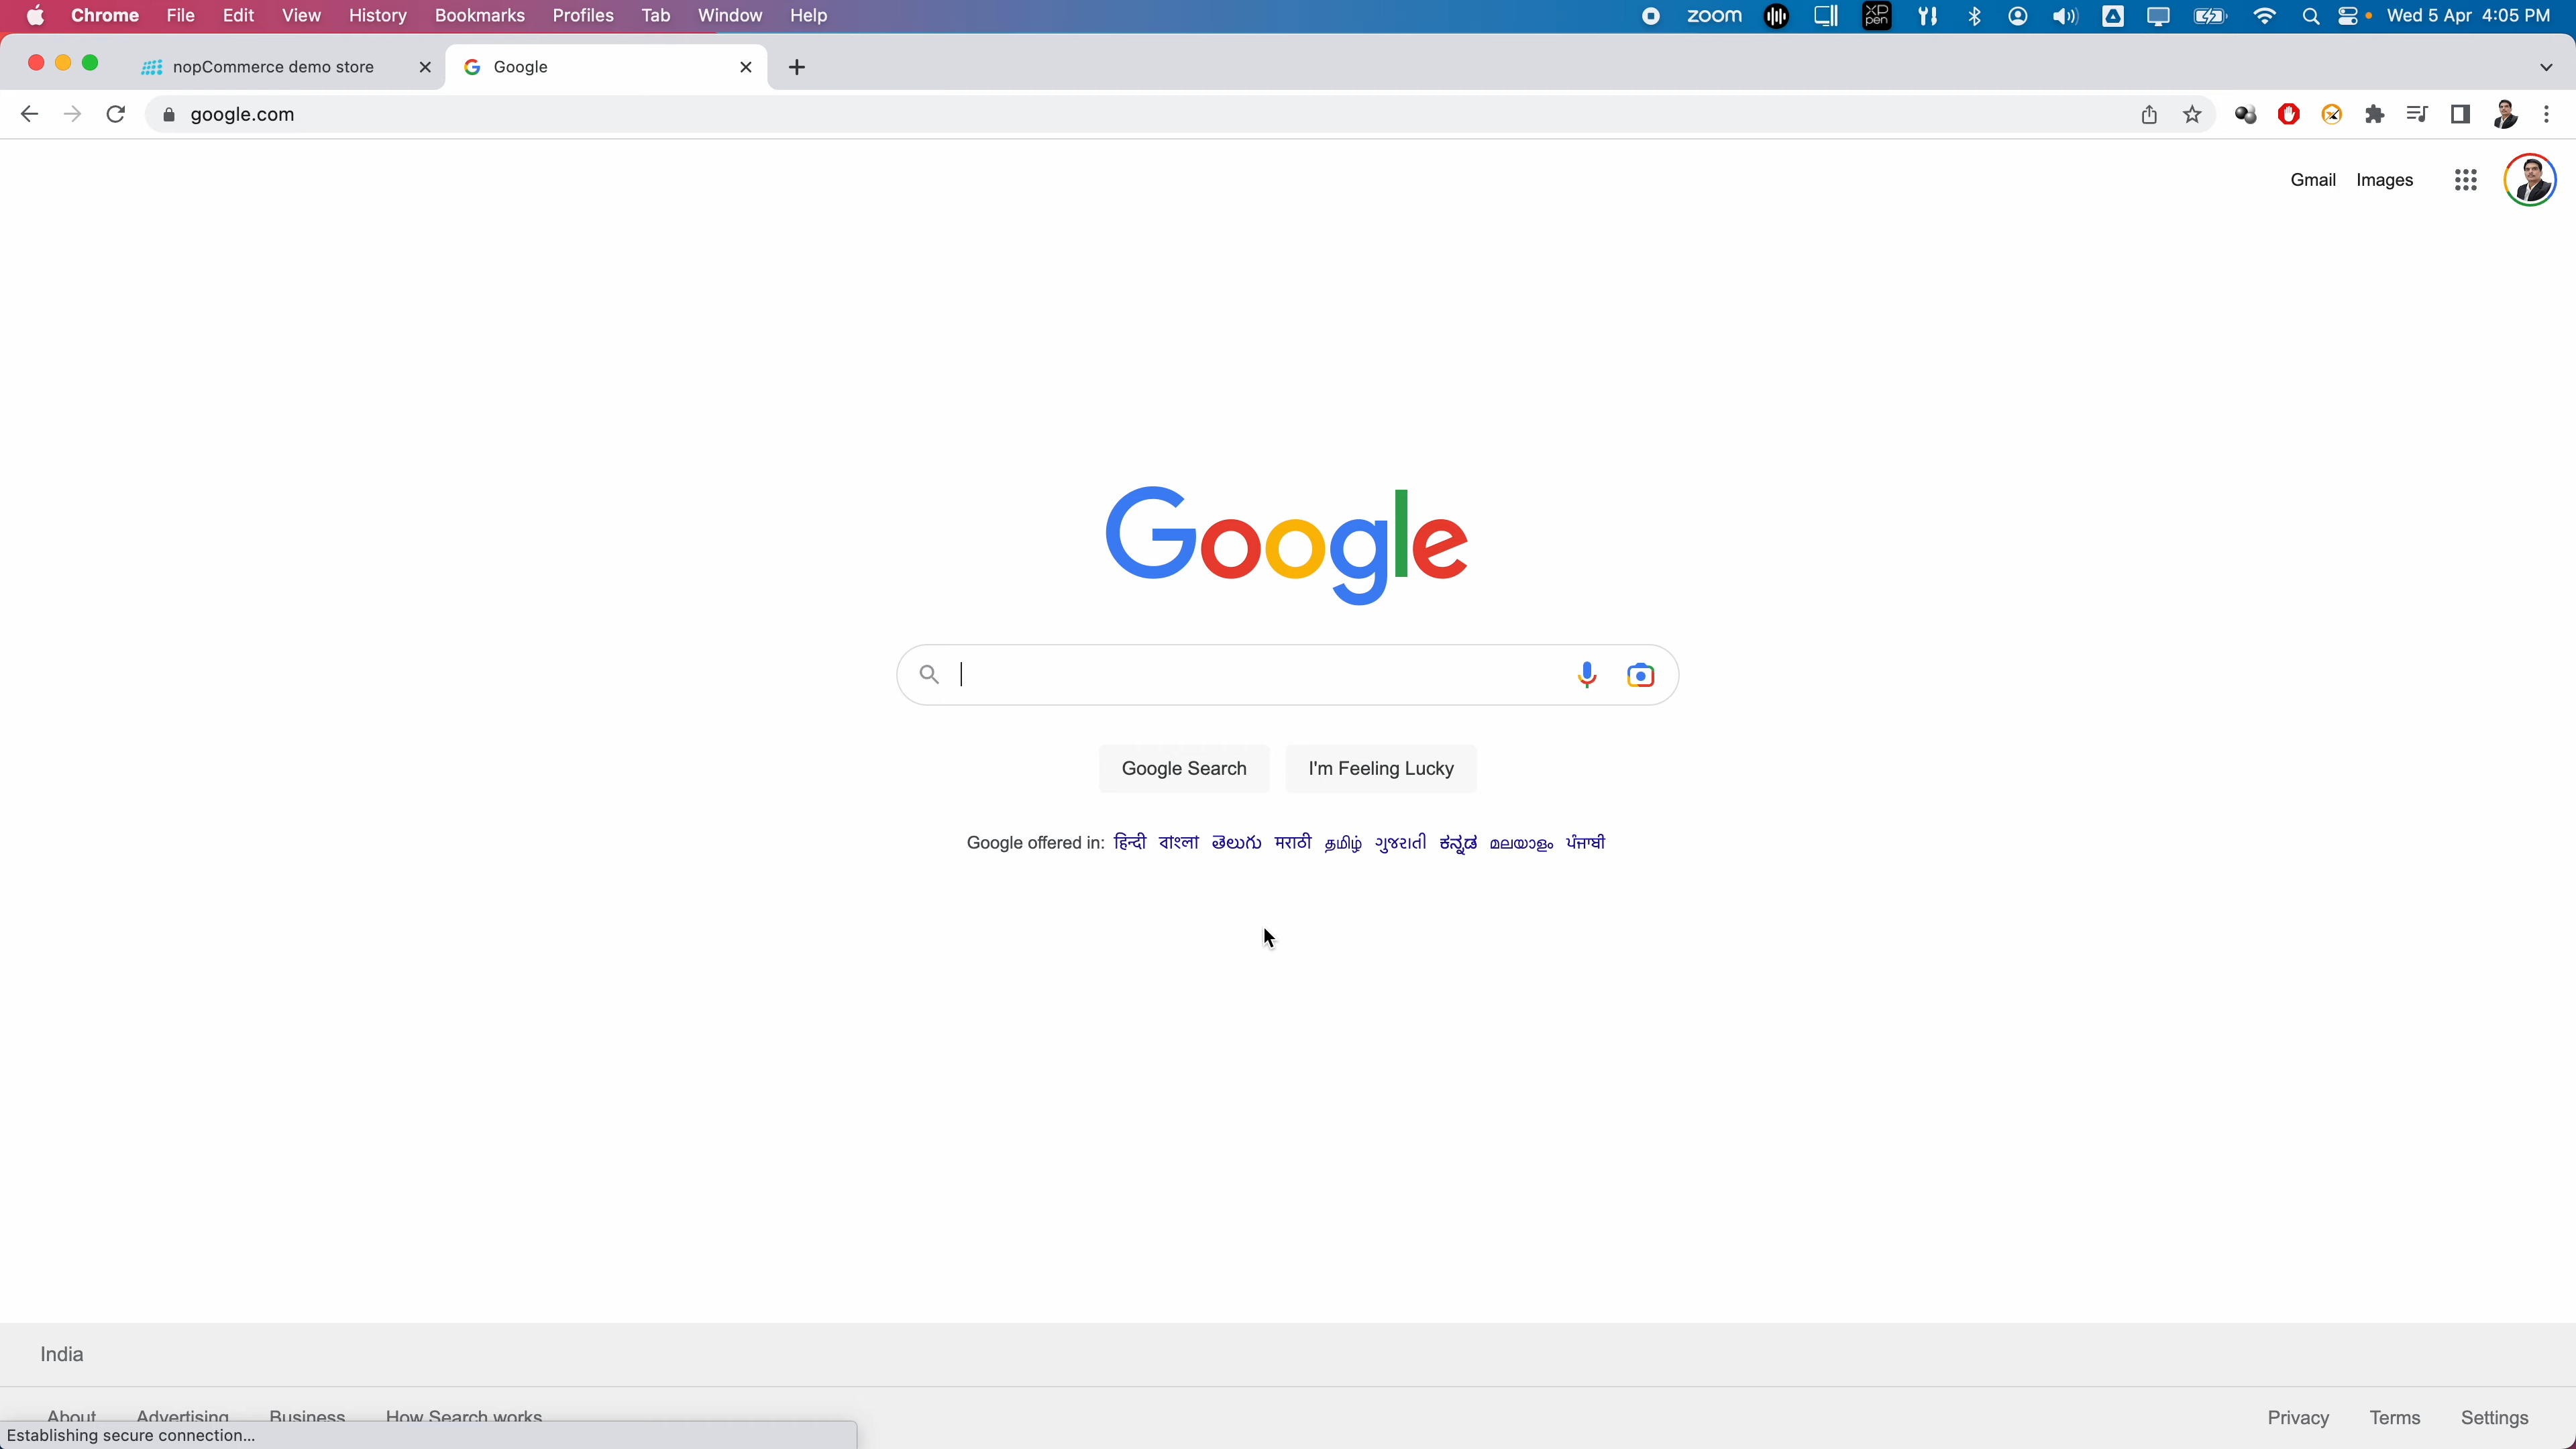 Chrome File Edit View History Bookmarks Profiles Tab Window Help zoom XP pen Wed 5 Apr 4:05 PM
nopCommerce demo store Google
google.com
Gmail Images
Google
Google Search I'm Feeling Lucky
Google offered in: हिन्दी বাংলা తెలుగు मराठी தமிழ் ગુજરાતી ಕನ್ನಡ മലയാളം ਪੰਜਾਬੀ
India
About Advertising Business How Search works Privacy Terms Settings
Establishing secure connection...